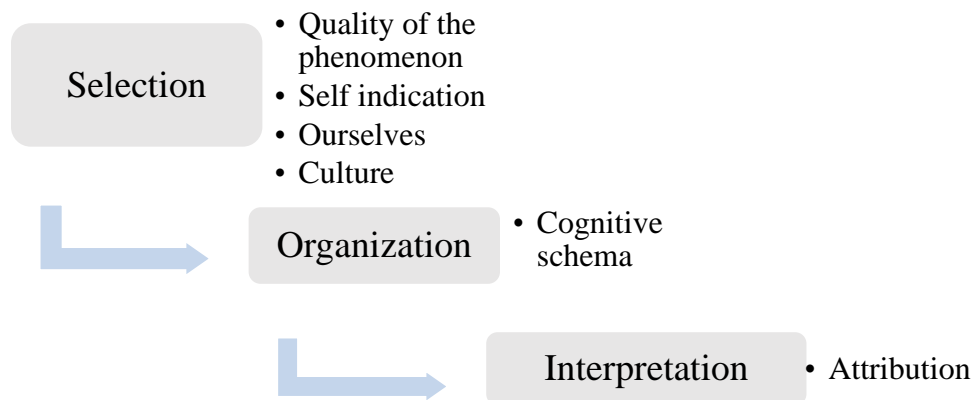 Selection
• Quality of the
phenomenon
• Self indication
• Ourselves
• Culture
Organization
• Cognitive
schema
Interpretation
• Attribution